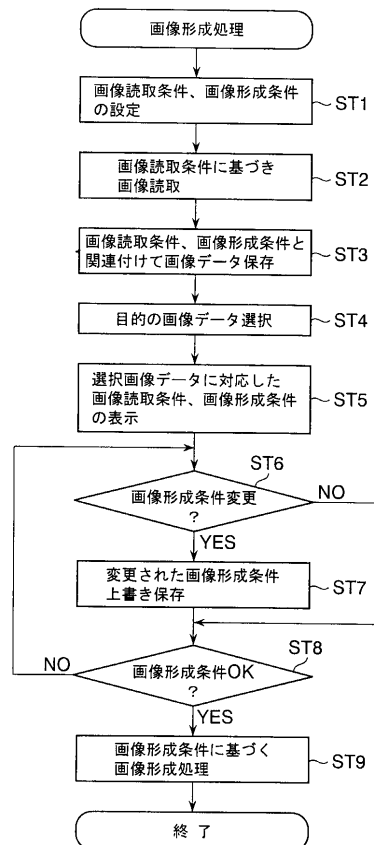 画像形成処理
画像読取条件、画像形成条件
の設定
ST1
画像読取条件に基づき
画像読取
ST2
画像読取条件、画像形成条件と
関連付けて画像データ保存
ST3
目的の画像データ選択
ST4
選択画像データに対応した
画像読取条件、画像形成条件
の表示
ST5
ST6
画像形成条件変更
?
NO
YES
変更された画像形成条件
上書き保存
ST7
ST8
NO
画像形成条件OK
?
YES
画像形成条件に基づく
画像形成処理
ST9
終 了